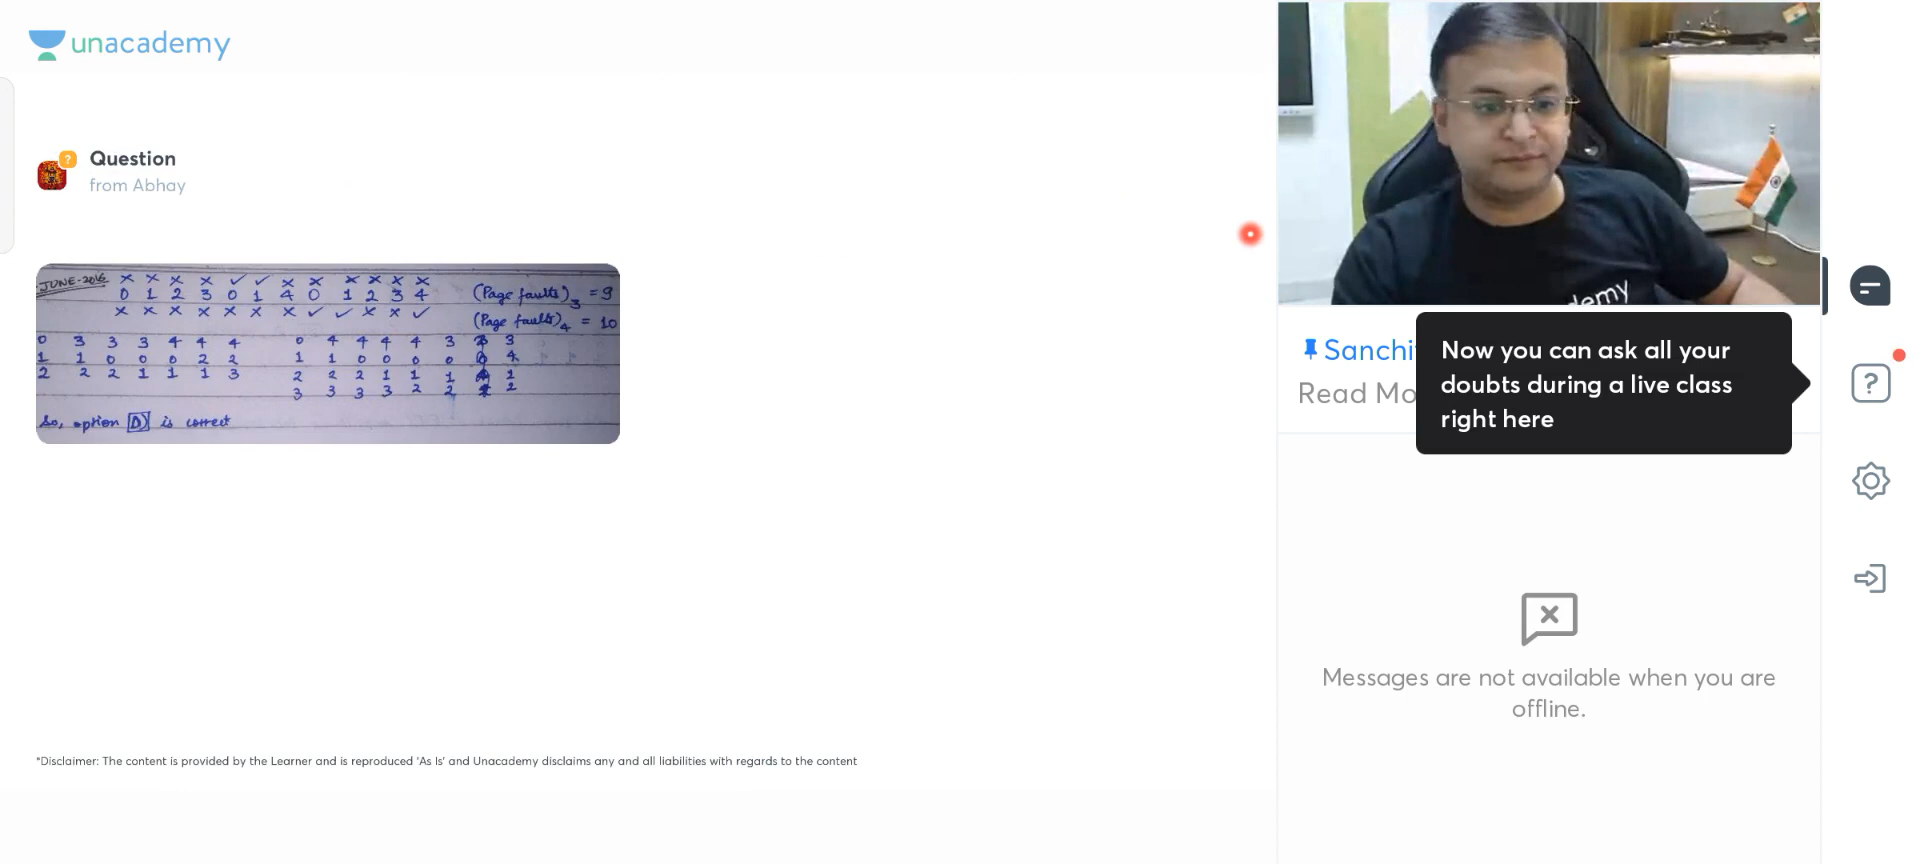 unacademy
Question
from Abhay
JUNE-2016 × × × × ✓ ✓ × × × × × ×
0 1 2 3 0 1 4 0 1 2 3 4 (Page faults)3 = 9
× × × × × × × ✓ ✓ × × ✓ (Page faults)4 = 10
0 3 3 3 4 4 4 0 4 4 4 4 3 3
1 1 0 0 0 2 2 1 1 0 0 0 0 4
2 2 2 1 1 1 3 2 2 2 1 1 1
3 3 3 3 2 2 2
So, option D is correct
*Disclaimer: The content is provided by the Learner and is reproduced 'As Is' and Unacademy disclaims any and all liabilities with regards to the content
demy
Sanchi
Read Mo
Now you can ask all your
doubts during a live class
right here
Messages are not available when you are
offline.